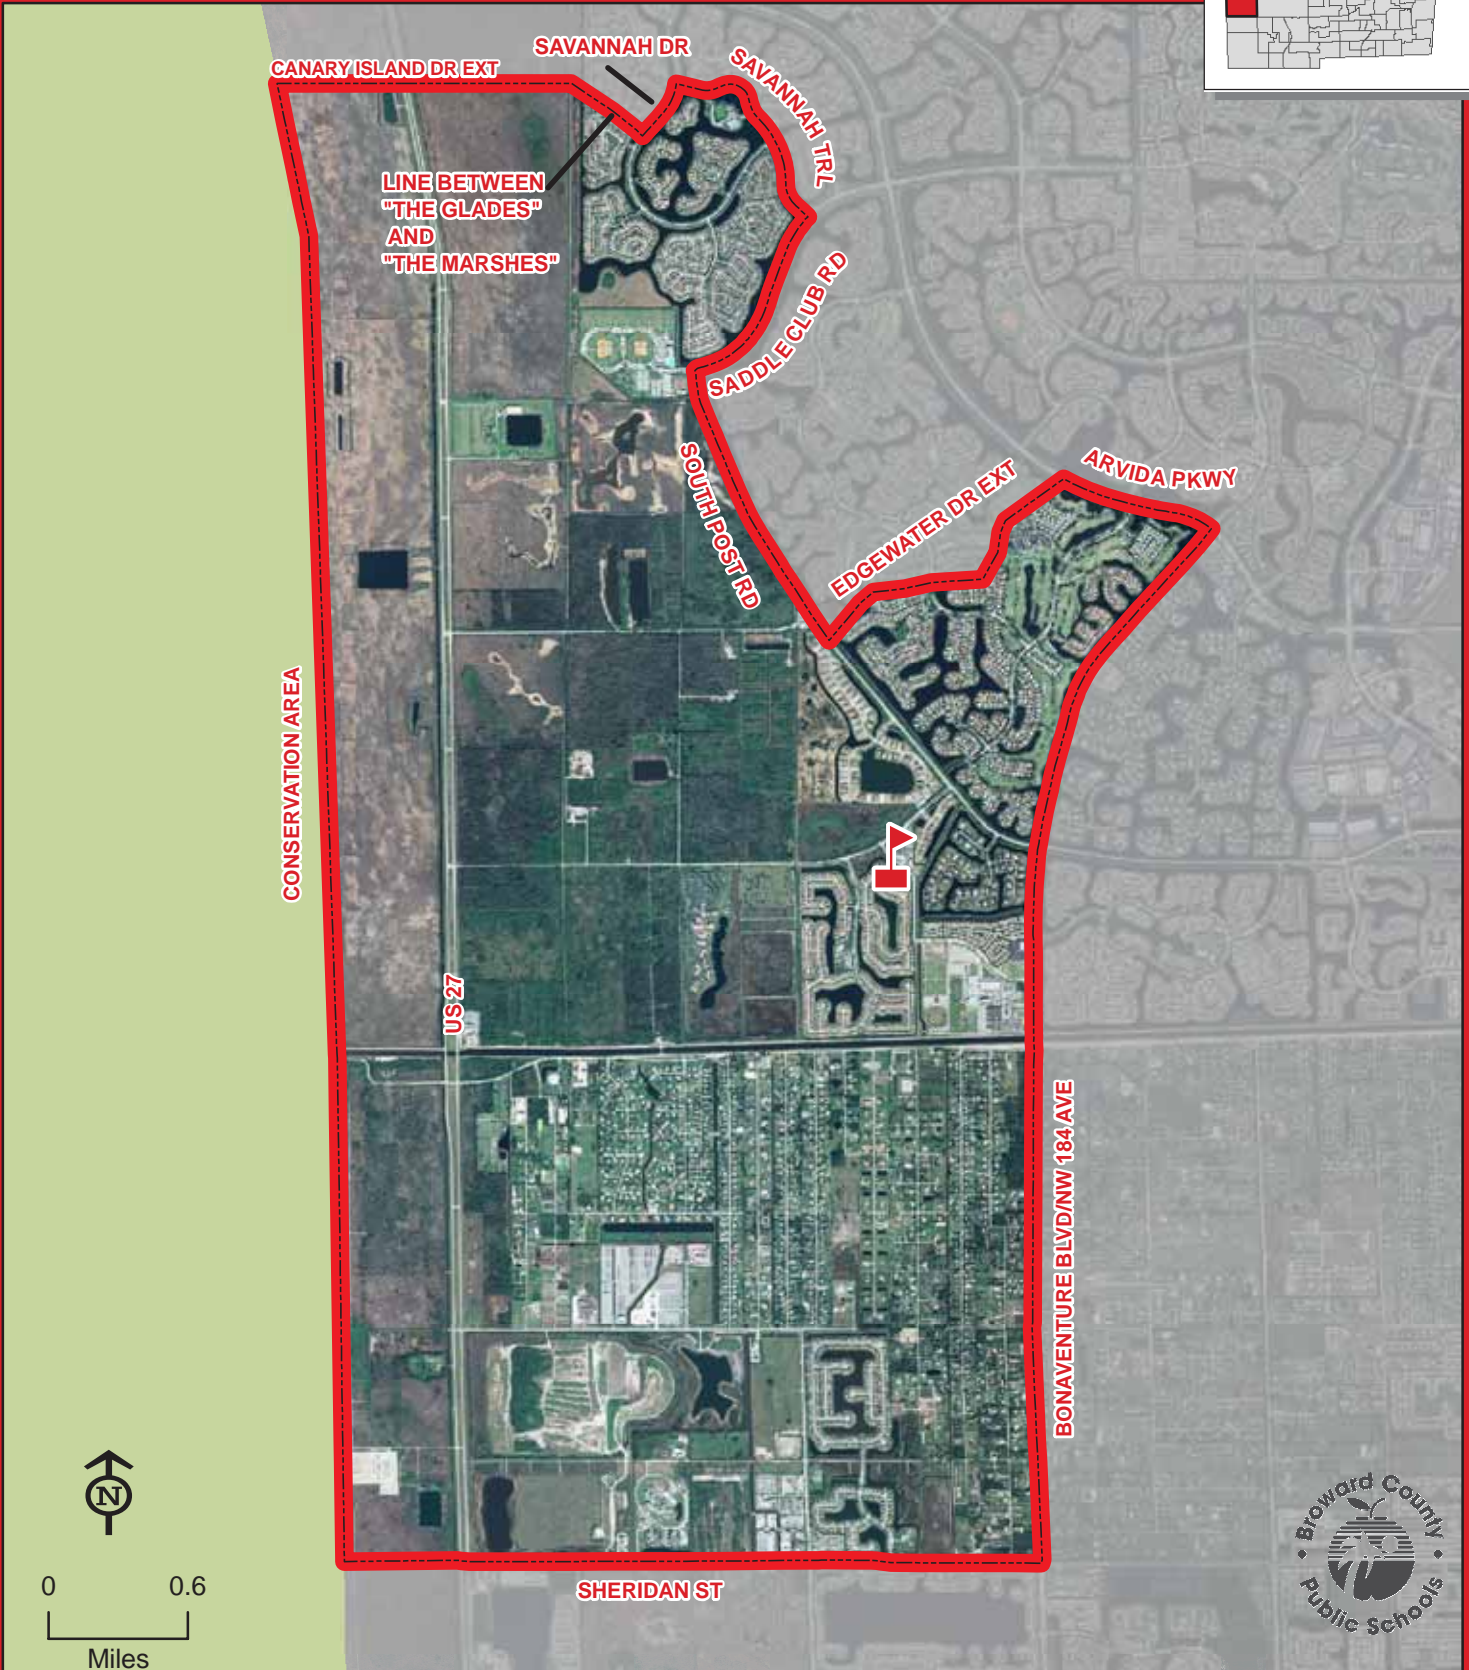 SAVANNAH DR
CANARY ISLAND DR EXT
SAVANNAH TRL
LINE BETWEEN
"THE GLADES"
AND
"THE MARSHES"
SADDLE CLUB RD
ARVIDA PKWY
EDGEWATER DR EXT
SOUTH POST RD
CONSERVATION AREA
US 27
BONAVENTURE BLVD/NW 184 AVE
N
Broward County
Public Schools
0 0.6
Miles
SHERIDAN ST